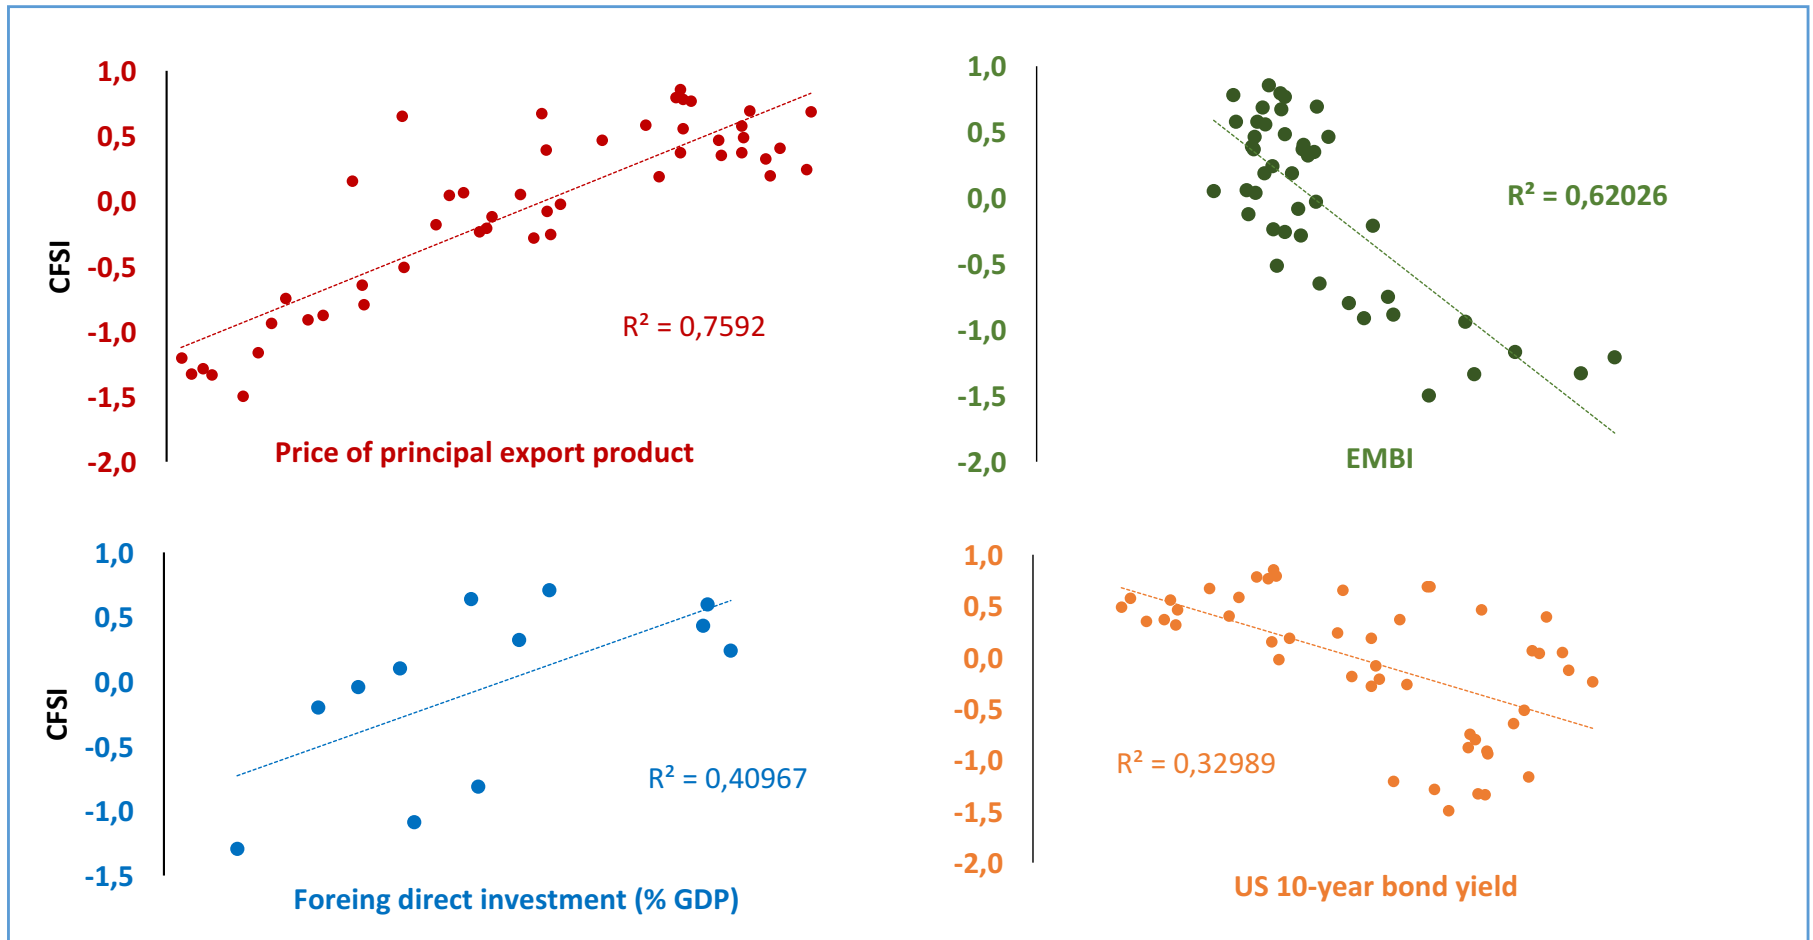 1,0
0,5
0,0
-0,5
-1,0
-1,5
-2,0
CFSI
R² = 0,7592
Price of principal export product
1,0
0,5
0,0
-0,5
-1,0
-1,5
-2,0
R² = 0,62026
EMBI
1,0
0,5
0,0
-0,5
-1,0
-1,5
CFSI
R² = 0,40967
Foreing direct investment (% GDP)
1,0
0,5
0,0
-0,5
-1,0
-1,5
-2,0
R² = 0,32989
US 10-year bond yield